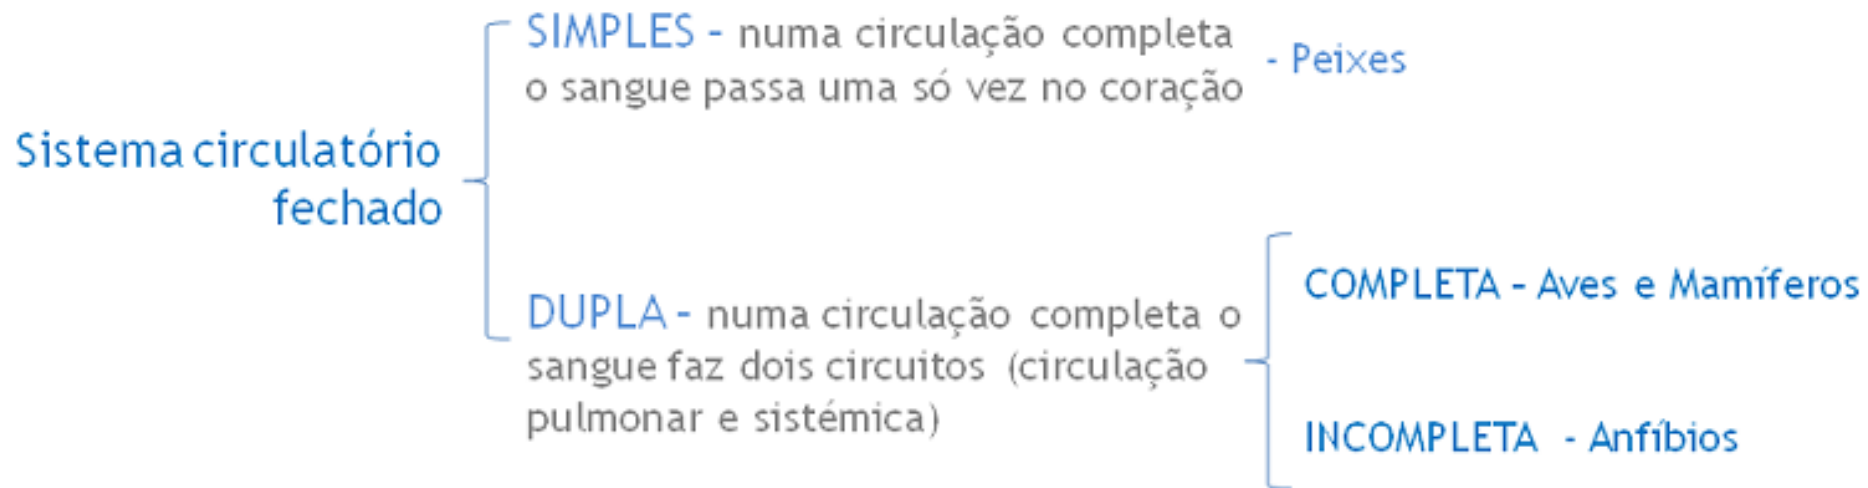 Sistema circulatório
fechado
SIMPLES - numa circulação completa
o sangue passa uma só vez no coração
- Peixes
DUPLA - numa circulação completa o
sangue faz dois circuitos (circulação
pulmonar e sistémica)
COMPLETA - Aves e Mamíferos
INCOMPLETA - Anfíbios